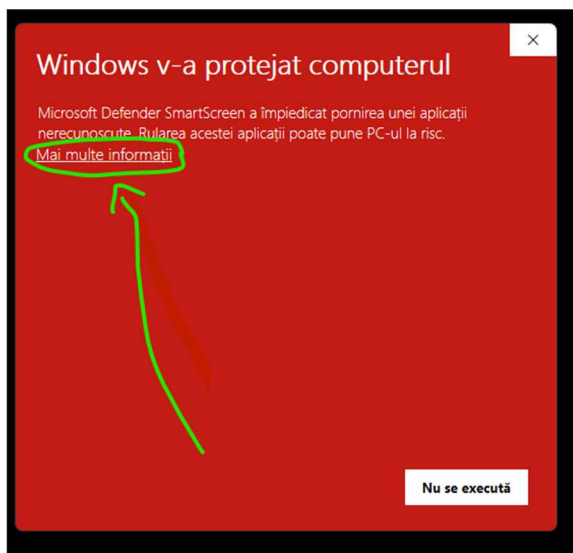 Windows v-a protejat computerul
Microsoft Defender SmartScreen a împiedicat pornirea unei aplicații
nerecunoscute. Rularea acestei aplicații poate pune PC-ul la risc.
Mai multe informații
Nu se execută